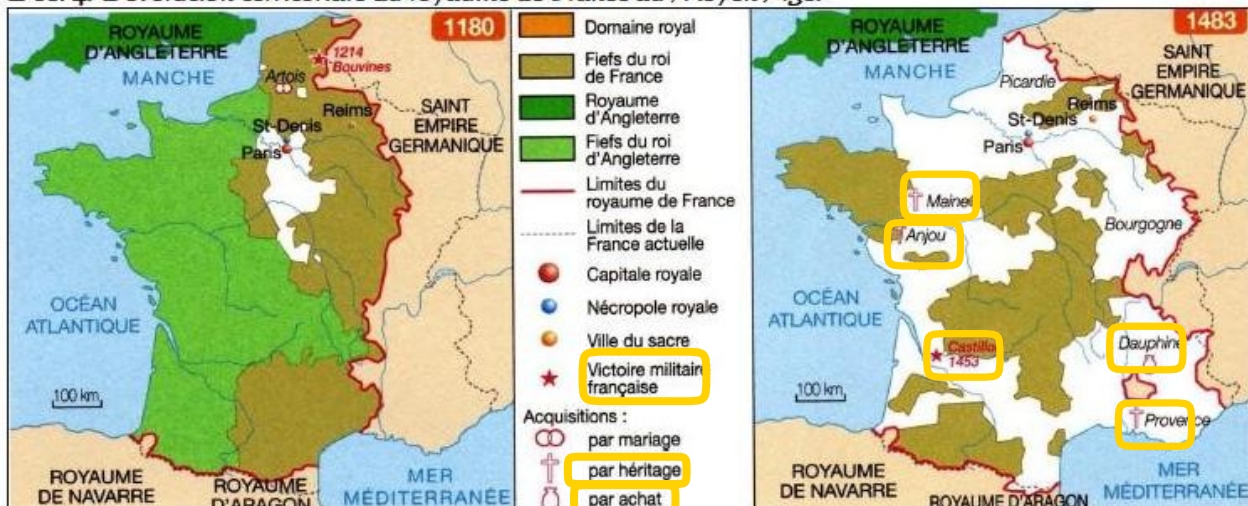 ROYAUME
D'ANGLETERRE
1180
MANCHE
1214
Bouvines
Artois
Reims
SAINT
EMPIRE
GERMANIQUE
St-Denis
Paris
OCÉAN
ATLANTIQUE
100 km
ROYAUME
DE NAVARRE
ROYAUME
D'ARAGON
MER
MÉDITERRANÉE
Domaine royal
Fiefs du roi
de France
Royaume
d'Angleterre
Fiefs du roi
d'Angleterre
Limites du
royaume de France
Limites de la
France actuelle
Capitale royale
Nécropole royale
Ville du sacre
Victoire militaire
française
Acquisitions :
par mariage
par héritage
par achat
ROYAUME
D'ANGLETERRE
1483
MANCHE
SAINT
EMPIRE
GERMANIQUE
Picardie
Reims
St-Denis
Paris
Maine
Anjou
Bourgogne
OCÉAN
ATLANTIQUE
Castillo
1453
Dauphiné
Provence
100 km
ROYAUME
DE NAVARRE
ROYAUME D'ARAGON
MER
MÉDITERRANÉE